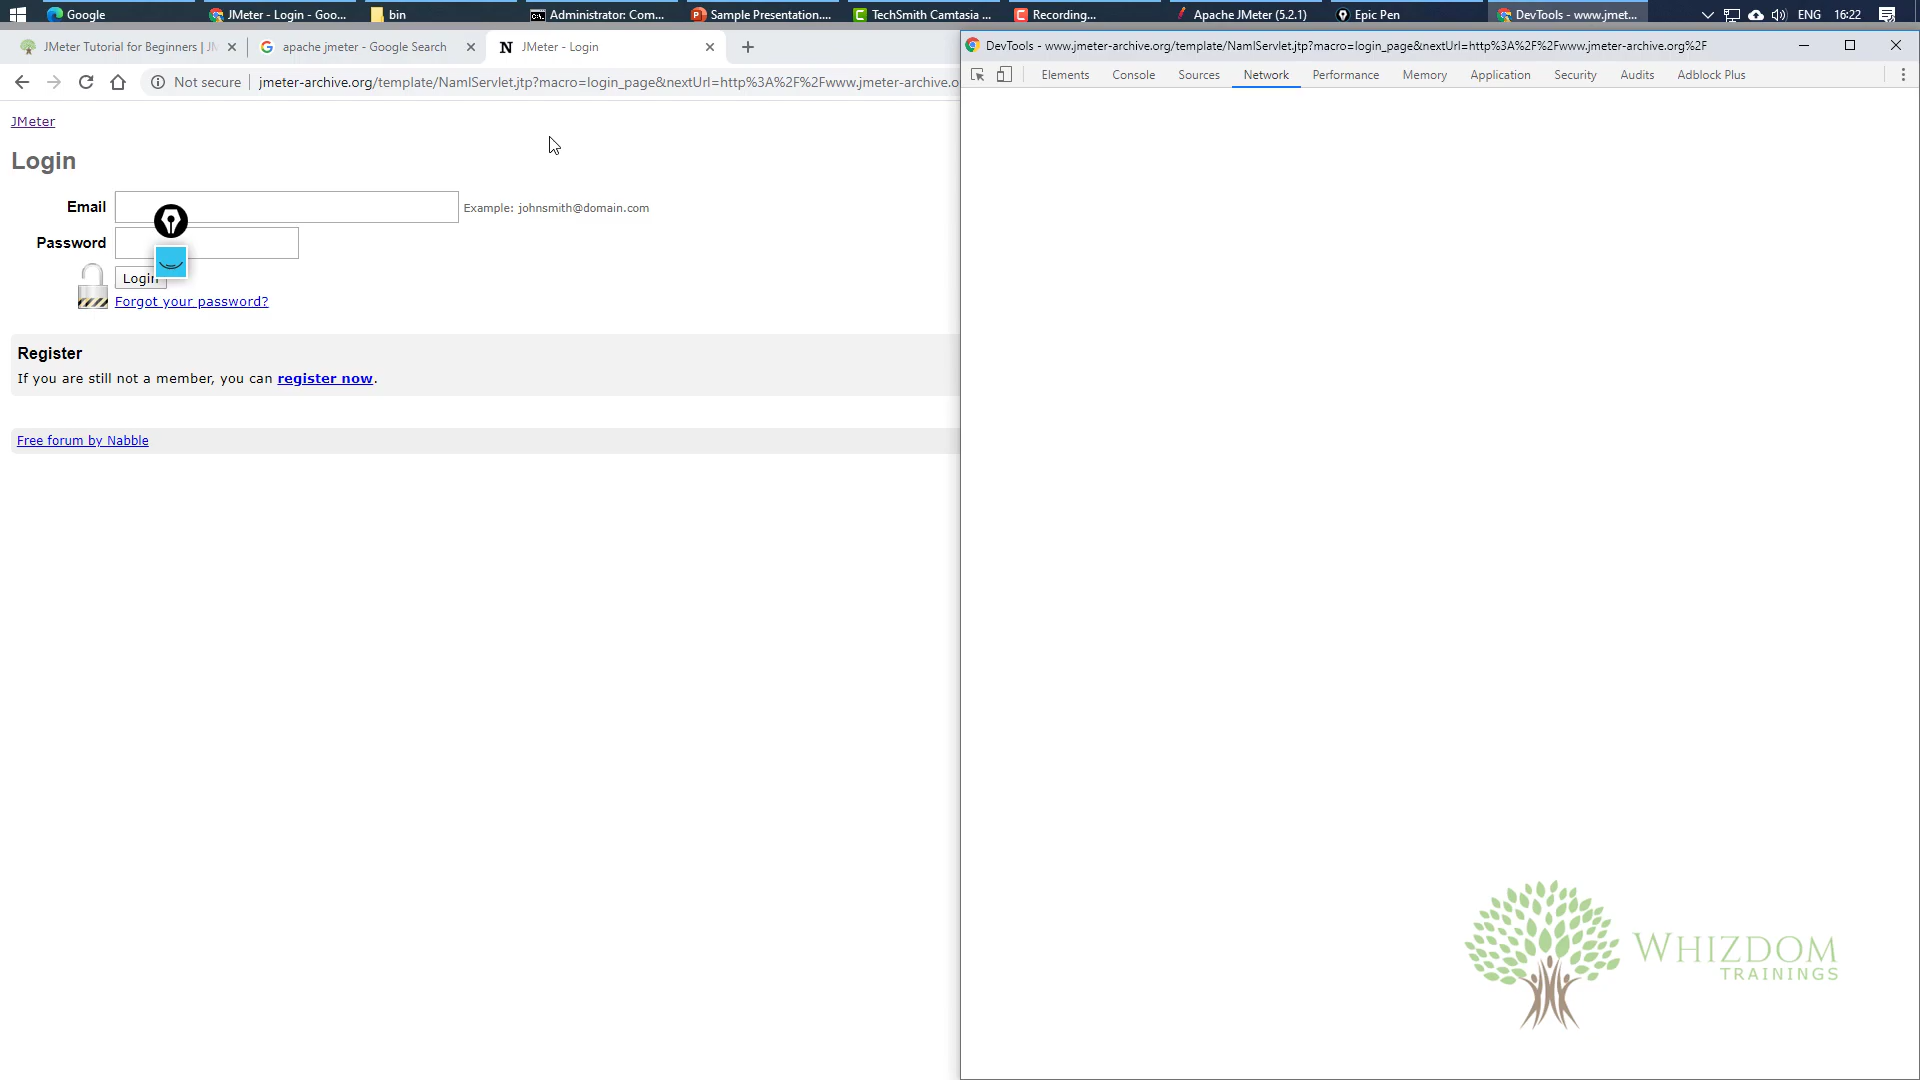 Google
JMeter - Login - Goo...
bin
Administrator: Com...
Sample Presentation....
TechSmith Camtasia ...
Recording...
Apache JMeter (5.2.1)
Epic Pen
DevTools - www.jmet...
ENG
16:22
JMeter Tutorial for Beginners | JM
apache jmeter - Google Search
JMeter - Login
Not secure
jmeter-archive.org/template/NamlServlet.jtp?macro=login_page&nextUrl=http%3A%2F%2Fwww.jmeter-archive.o
JMeter
Login
Email
Example: johnsmith@domain.com
Password
Login
Forgot your password?
Register
If you are still not a member, you can register now.
Free forum by Nabble
DevTools - www.jmeter-archive.org/template/NamlServlet.jtp?macro=login_page&nextUrl=http%3A%2F%2Fwww.jmeter-archive.org%2F
Elements
Console
Sources
Network
Performance
Memory
Application
Security
Audits
Adblock Plus
WHIZDOM
TRAININGS